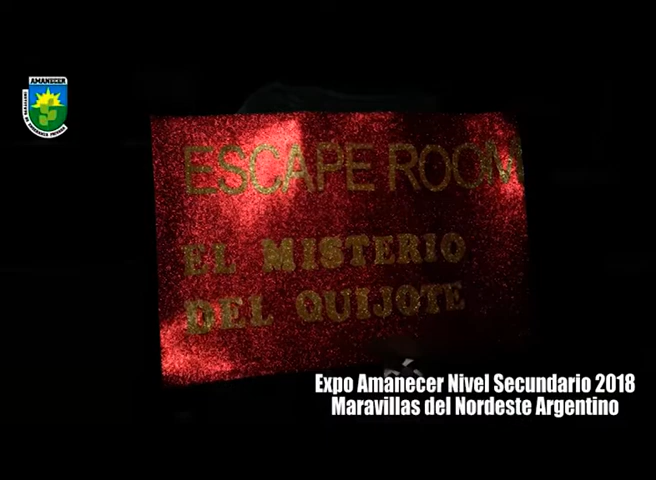 AMANECER
ESCAPE ROOM
EL MISTERIO
DEL QUIJOTE
Expo Amanecer Nivel Secundario 2018
Maravillas del Nordeste Argentino